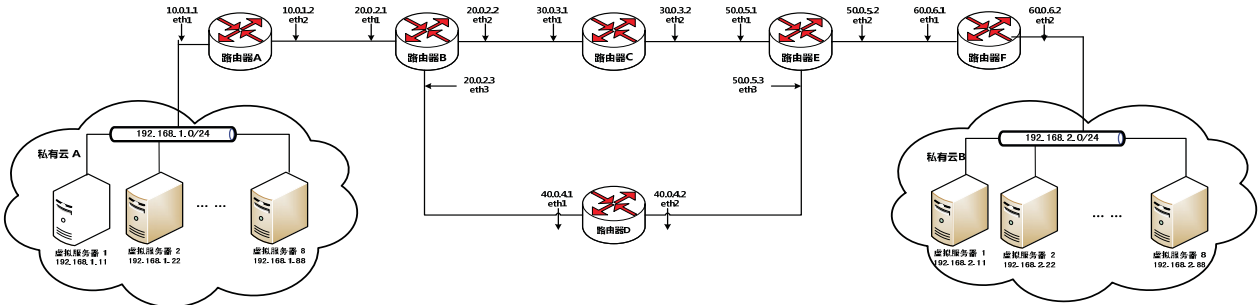 10.0.1.1
eth1
10.0.1.2
eth2
20.0.2.1
eth1
20.0.2.2
eth2
30.0.3.1
eth1
30.0.3.2
eth2
50.0.5.1
eth1
50.0.5.2
eth2
60.0.6.1
eth1
60.0.6.2
eth2
路由器A
路由器B
路由器C
路由器E
路由器F
20.0.2.3
eth3
50.0.5.3
eth3
192.168.1.0/24
私有云 A
虚拟服务器 1
192.168.1.11
虚拟服务器 2
192.168.1.22
... ...
虚拟服务器 8
192.168.1.88
40.0.4.1
eth1
40.0.4.2
eth2
路由器D
192.168.2.0/24
私有云B
虚拟服务器 1
192.168.2.11
虚拟服务器 2
192.168.2.22
... ...
虚拟服务器 8
192.168.2.88